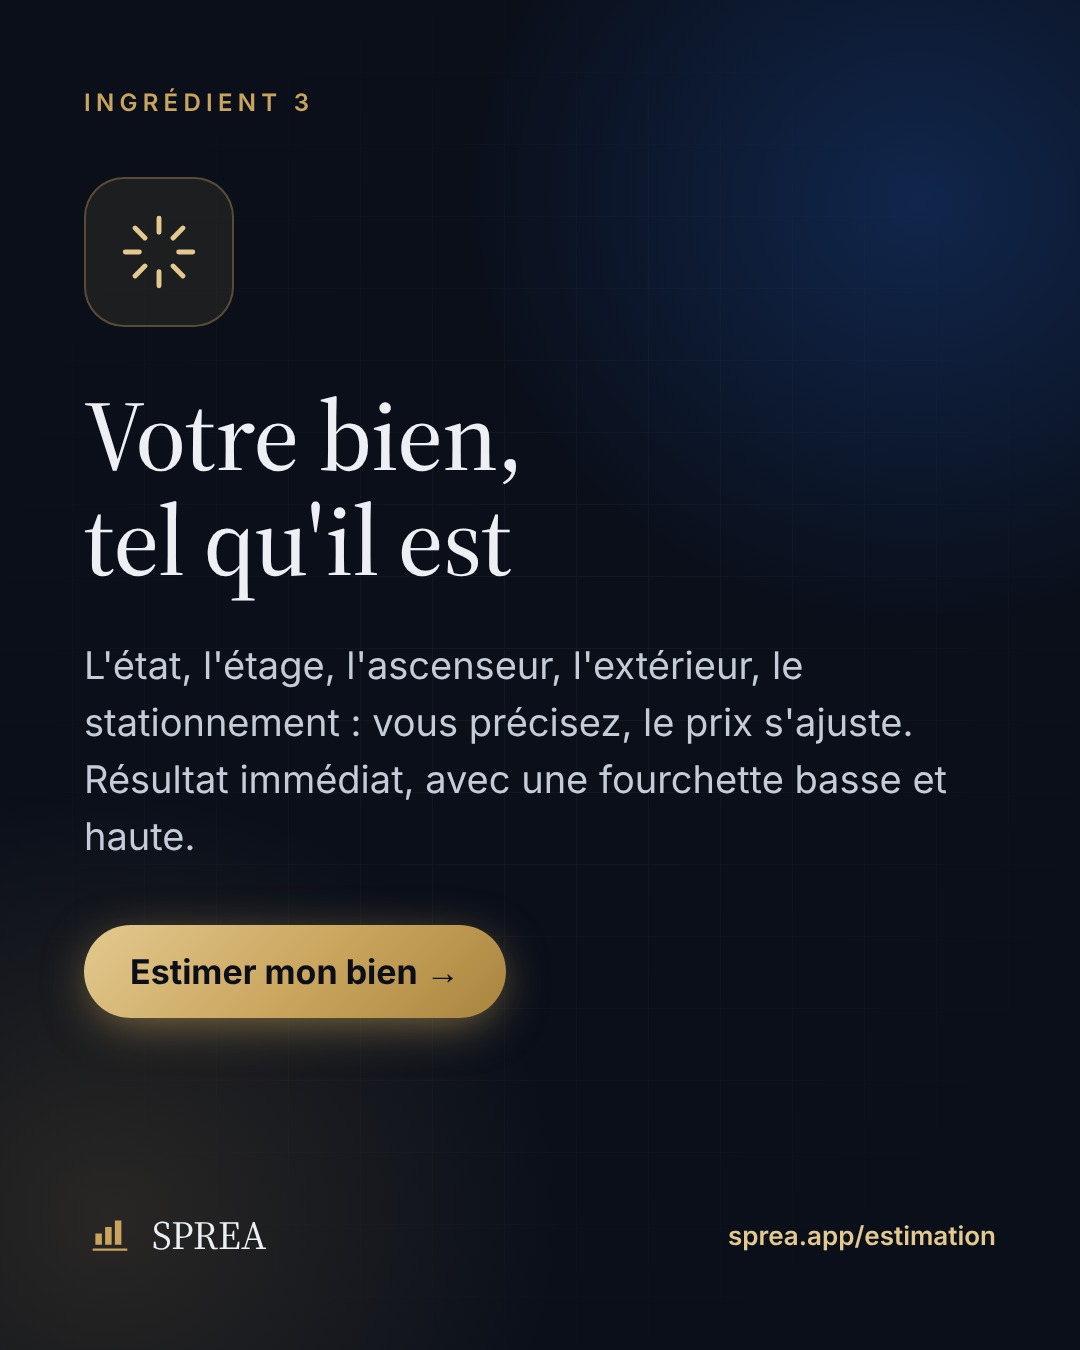 INGRÉDIENT 3
Votre bien,
tel qu'il est
L'état, l'étage, l'ascenseur, l'extérieur, le
stationnement : vous précisez, le prix s'ajuste.
Résultat immédiat, avec une fourchette basse et
haute.
Estimer mon bien →
SPREA
sprea.app/estimation